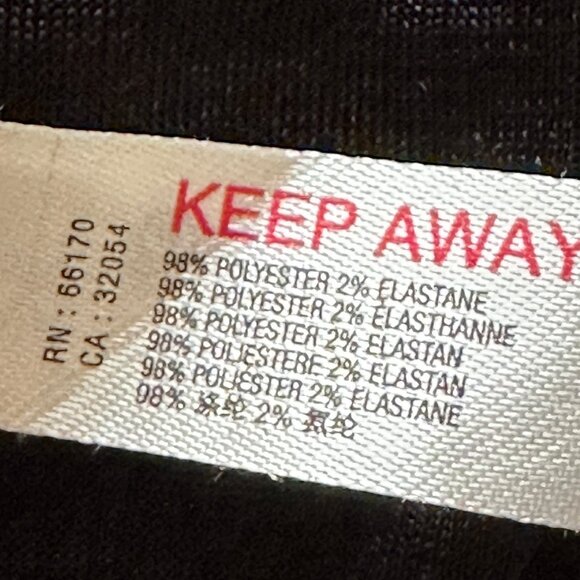 KEEP AWAY
98% POLYESTER 2% ELASTANE
98% POLYESTER 2% ELASTHANNE
98% POLYESTER 2% ELASTAN
98% POLIESTERE 2% ELASTAN
98% POLIESTER 2% ELASTANE
98% 涤纶 2% 氨纶
RN : 66170
CA : 32054